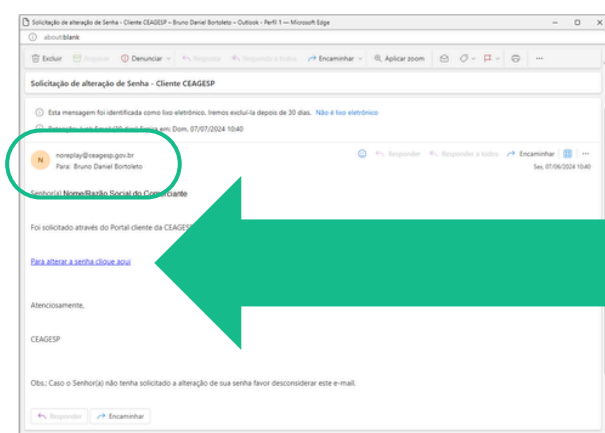 Solicitação de alteração de Senha - Cliente CEAGESP – Bruno Daniel Bortoleto – Outlook - Perfil 1 — Microsoft Edge
about:blank
Excluir Denunciar Responder Responder a todos Encaminhar Aplicar zoom
Solicitação de alteração de Senha - Cliente CEAGESP
Esta mensagem foi identificada como lixo eletrônico. Iremos excluí-la depois de 30 dias. Não é lixo eletrônico
em: Dom, 07/07/2024 10:40
N
noreplay@ceagesp.gov.br
Para: Bruno Daniel Bortoleto
Responder Responder a todos Encaminhar
Sex, 07/06/2024 10:40
Senhor(a) Nome/Razão Social do Comerciante
Foi solicitado através do Portal cliente da CEAGESP
Para alterar a senha clique aqui
Atenciosamente,
CEAGESP
Obs.: Caso o Senhor(a) não tenha solicitado a alteração de sua senha favor desconsiderar este e-mail.
Responder Encaminhar